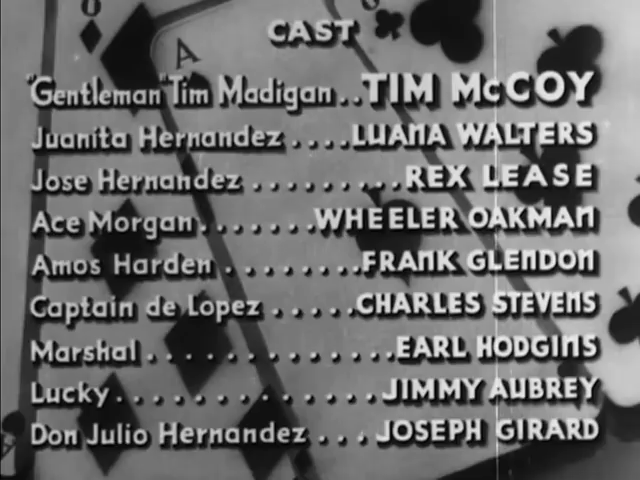 CAST
"Gentleman" Tim Madigan..TIM McCOY
Juanita Hernandez....LUANA WALTERS
Jose Hernandez.........REX LEASE
Ace Morgan.......WHEELER OAKMAN
Amos Harden........FRANK GLENDON
Captain de Lopez.....CHARLES STEVENS
Marshal..............EARL HODGINS
Lucky..............JIMMY AUBREY
Don Julio Hernandez...JOSEPH GIRARD
A